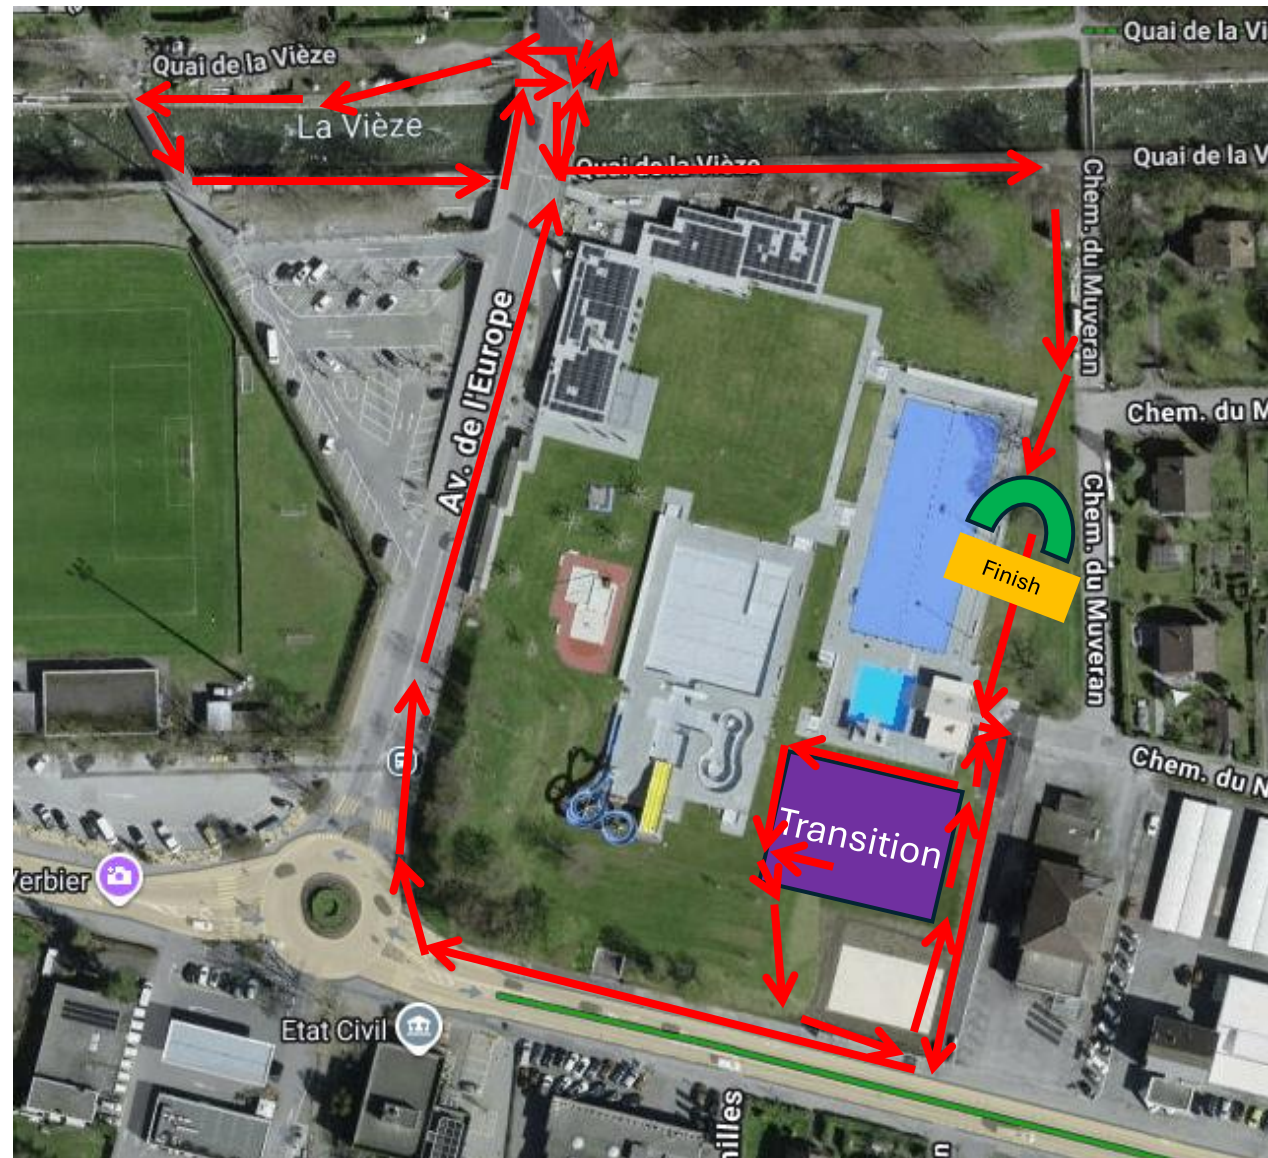 Quai de la Vièze
Quai de la Vi
La Vièze
Quai de la Vièze
Quai de la V
Chem. du Muveran
Av. de l'Europe
Chem. du M
Chem. du Muveran
Finish
Chem. du N
Transition
Verbier
Etat Civil
nilles
n